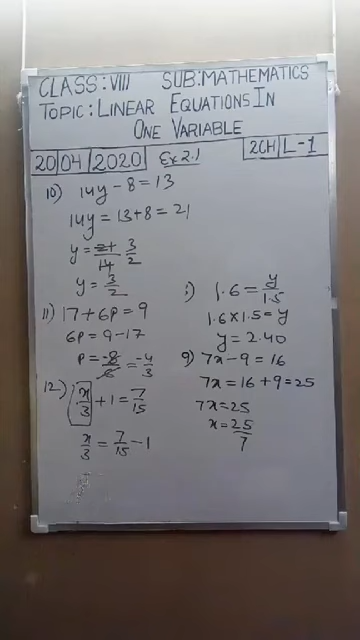 CLASS: VIII SUB: MATHEMATICS
TOPIC: LINEAR EQUATIONS IN
ONE VARIABLE
20/04/2020 Ex 2.1 2CH L-1
10) 14y - 8 = 13
14y = 13 + 8 = 21
y = 21/14 3/2
y = 3/2
11) 17 + 6p = 9
6p = 9 - 17
p = -8/6 = -4/3
12) x/3 + 1 = 7/15
x/3 = 7/15 - 1
1.6 = y/1.5
1.6 x 1.5 = y
y = 2.40
9) 7x - 9 = 16
7x = 16 + 9 = 25
7x = 25
x = 25/7